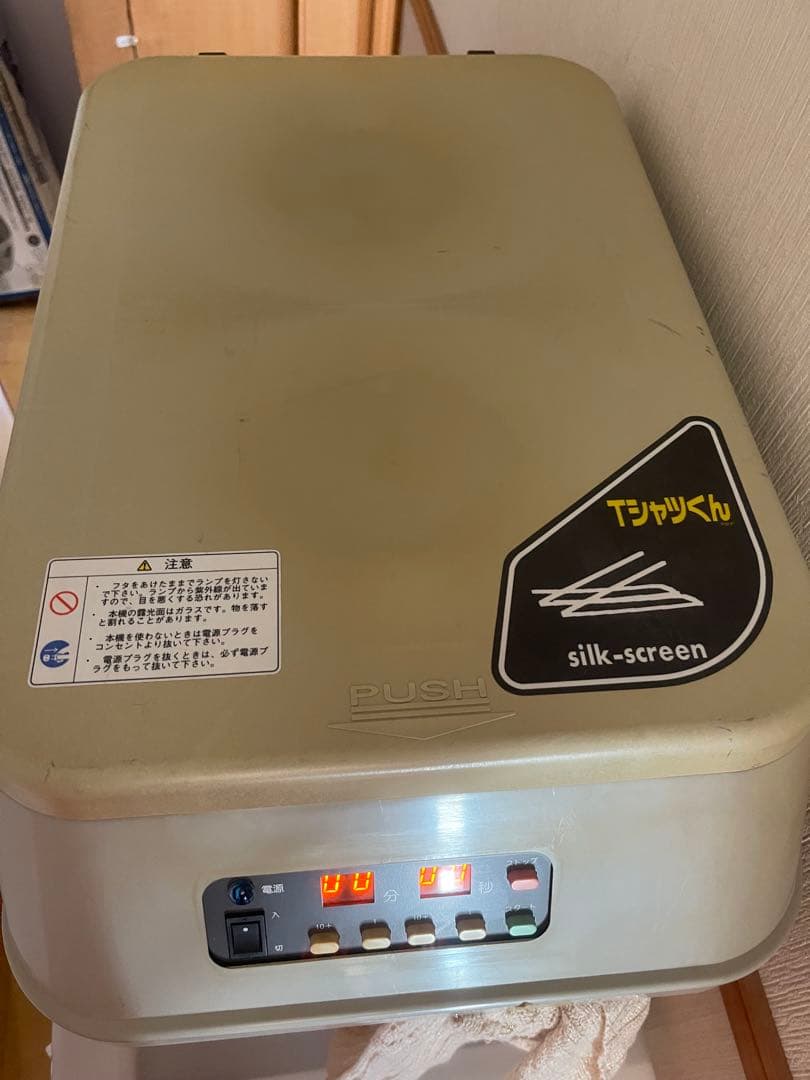 Tシャツくん
silk-screen
注意
・ フタをあけたままでランプを灯さない
で下さい。ランプから紫外線が出ていま
すので、目を悪くする恐れがあります。
・ 本機の露光面はガラスです。物を落す
と割れることがあります。
・ 本機を使わないときは電源プラグを
コンセントより抜いて下さい。
・ 電源プラグを抜くときは、必ず電源プ
ラグをもって抜いて下さい。
PUSH
電源
入
切
分
秒
ストップ
スタート
10+
10+